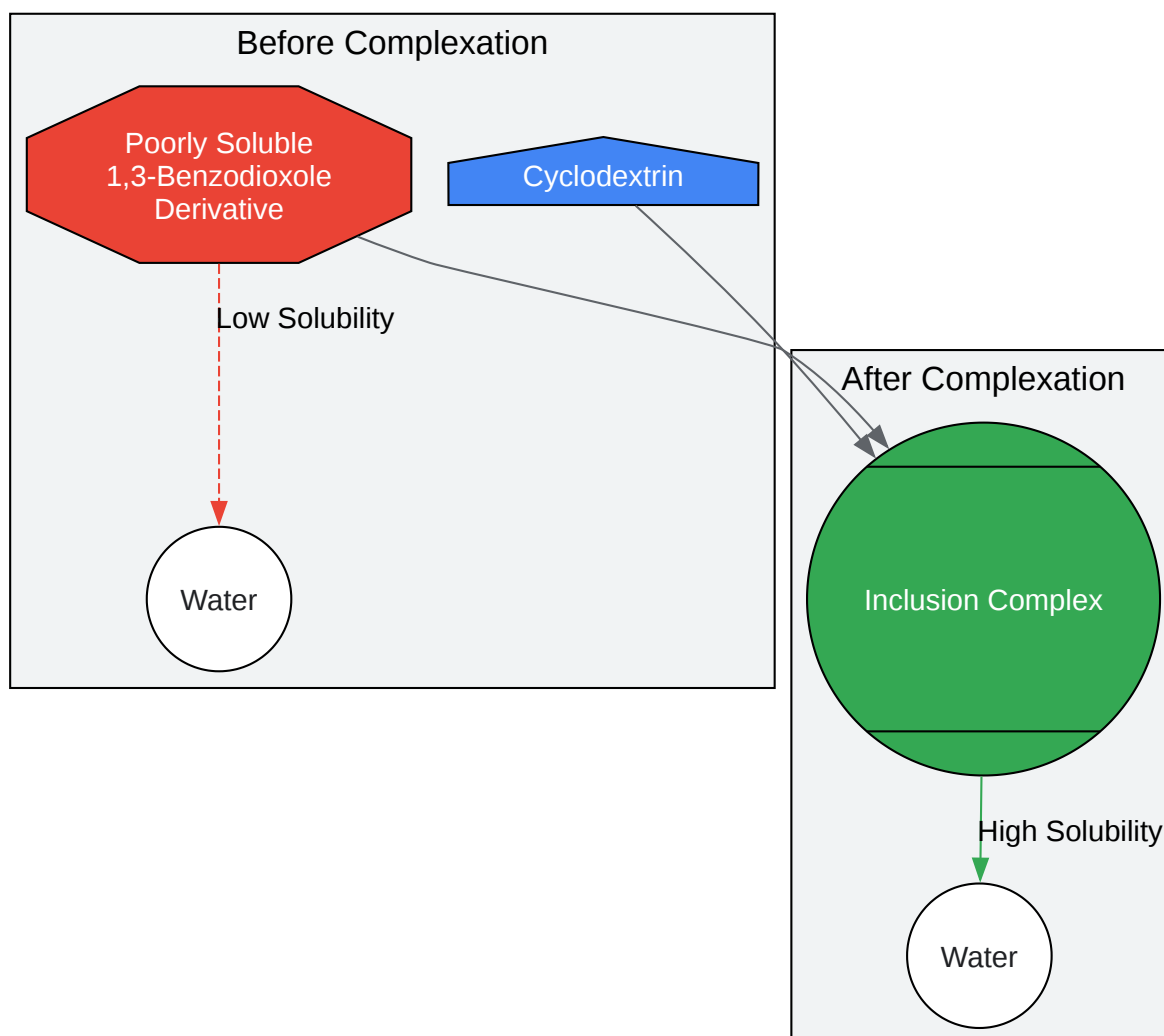 Before Complexation
Poorly Soluble
1,3-Benzodioxole
Derivative
Cyclodextrin
Low Solubility
Water
After Complexation
Inclusion Complex
High Solubility
Water